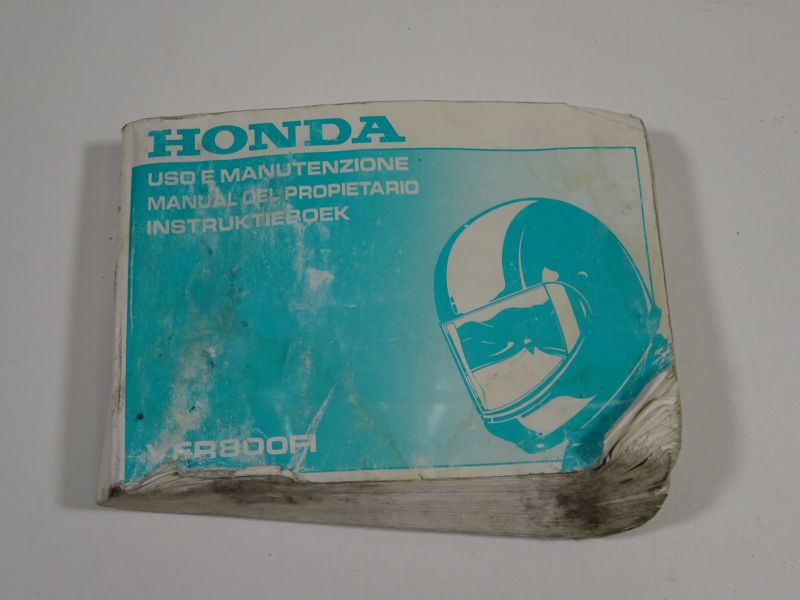 HONDA
USO E MANUTENZIONE
MANUAL DEL PROPIETARIO
INSTRUKTIEBOEK
VFR800FI